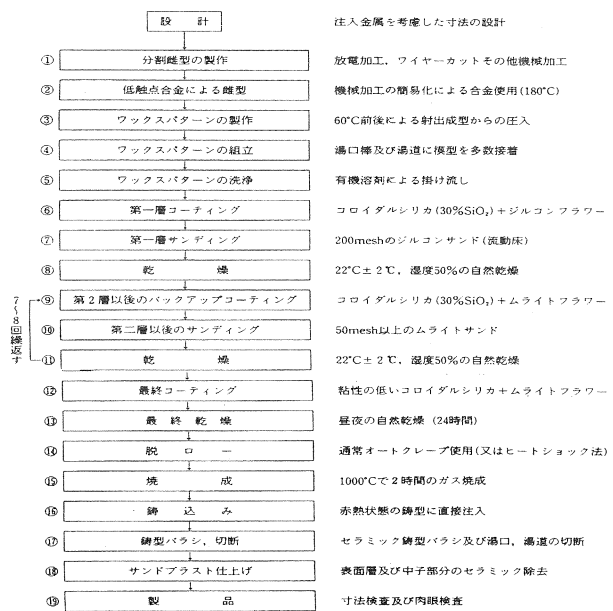 設 計 注入金属を考慮した寸法の設計
① 分割雌型の製作 放電加工，ワイヤーカットその他機械加工
② 低触点合金による雌型 機械加工の簡易化による合金使用(180℃)
③ ワックスパターンの製作 60℃前後による射出成型からの圧入
④ ワックスパターンの組立 湯口棒及び湯道に模型を多数接着
⑤ ワックスパターンの洗浄 有機溶剤による掛け流し
⑥ 第一層コーティング コロイダルシリカ(30%SiO₂)+ジルコンフラワー
⑦ 第一層サンディング 200meshのジルコンサンド(流動床)
⑧ 乾 燥 22℃±2℃，湿度50%の自然乾燥
7～8回繰返す
⑨ 第2層以後のバックアップコーティング コロイダルシリカ(30%SiO₂)+ムライトフラワー
⑩ 第二層以後のサンディング 50mesh以上のムライトサンド
⑪ 乾 燥 22℃±2℃，湿度50%の自然乾燥
⑫ 最終コーティング 粘性の低いコロイダルシリカ+ムライトフラワー
⑬ 最 終 乾 燥 昼夜の自然乾燥 (24時間)
⑭ 脱 ロ ー 通常オートクレーブ使用(又はヒートショック法)
⑮ 焼 成 1000℃で2時間のガス焼成
⑯ 鋳 込 み 赤熱状態の鋳型に直接注入
⑰ 鋳型バラシ，切断 セラミック鋳型バラシ及び湯口，湯道の切断
⑱ サンドブラスト仕上げ 表面層及び中子部分のセラミック除去
⑲ 製 品 寸法検査及び肉眼検査